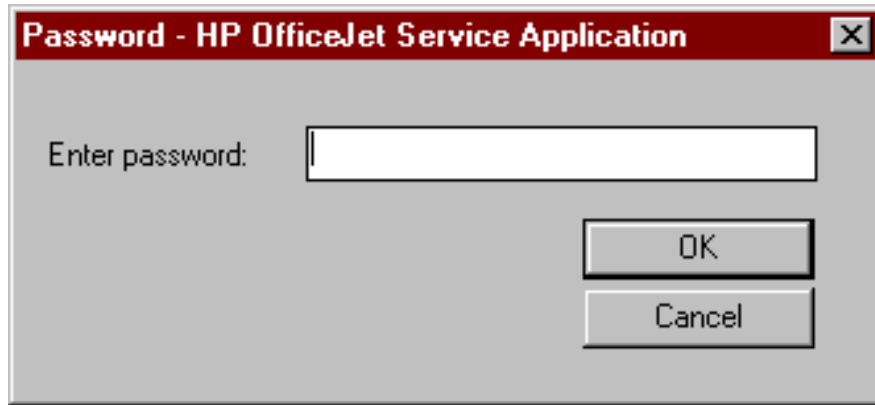 Password - HP OfficeJet Service Application
Enter password:
OK
Cancel